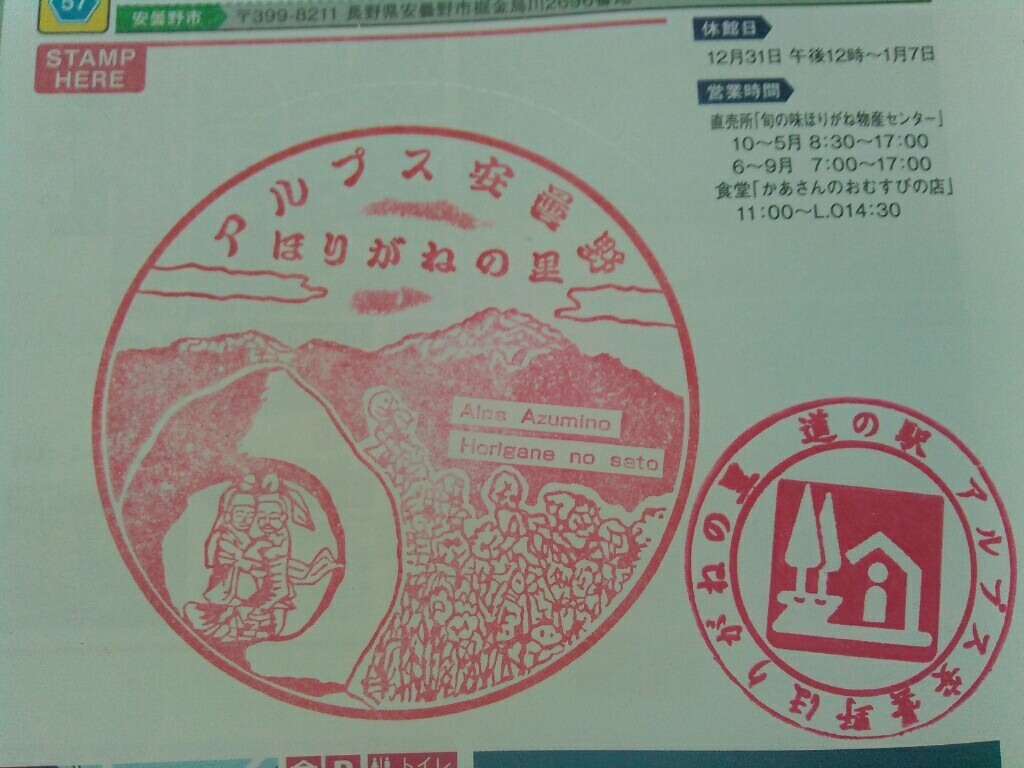 57
安曇野市 〒399-8211 長野県安曇野市堀金烏川2696番地
STAMP
HERE
休館日
12月31日 午後12時～1月7日
営業時間
直売所「旬の味ほりがね物産センター」
10～5月 8:30～17:00
6～9月 7:00～17:00
食堂「かあさんのおむすびの店」
11:00～L.O14:30
アルプス安曇野
ほりがねの里
Alps Azumino
Horigane no sato
道の駅 アルプス安曇野ほりがねの里
P トイレ